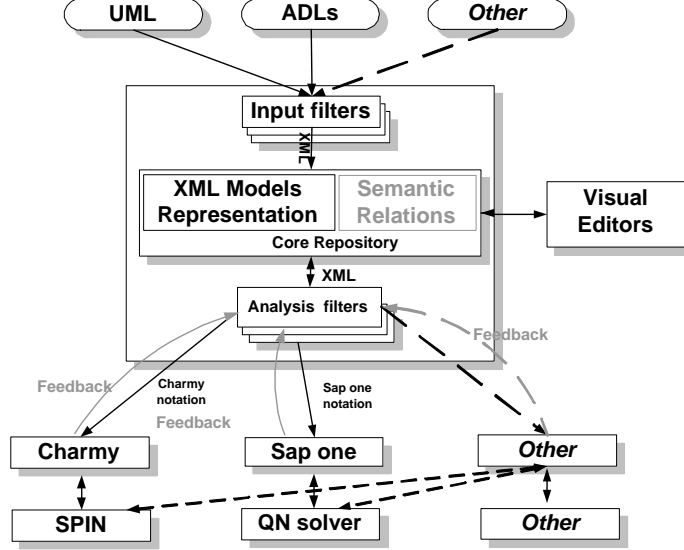 UML
ADLs
Other
Input filters
XML
XML Models
Representation
Semantic
Relations
Core Repository
Visual
Editors
XML
Analysis filters
Feedback
Feedback
Charmy
notation
Feedback
Sap one
notation
Charmy
Sap one
Other
SPIN
QN solver
Other